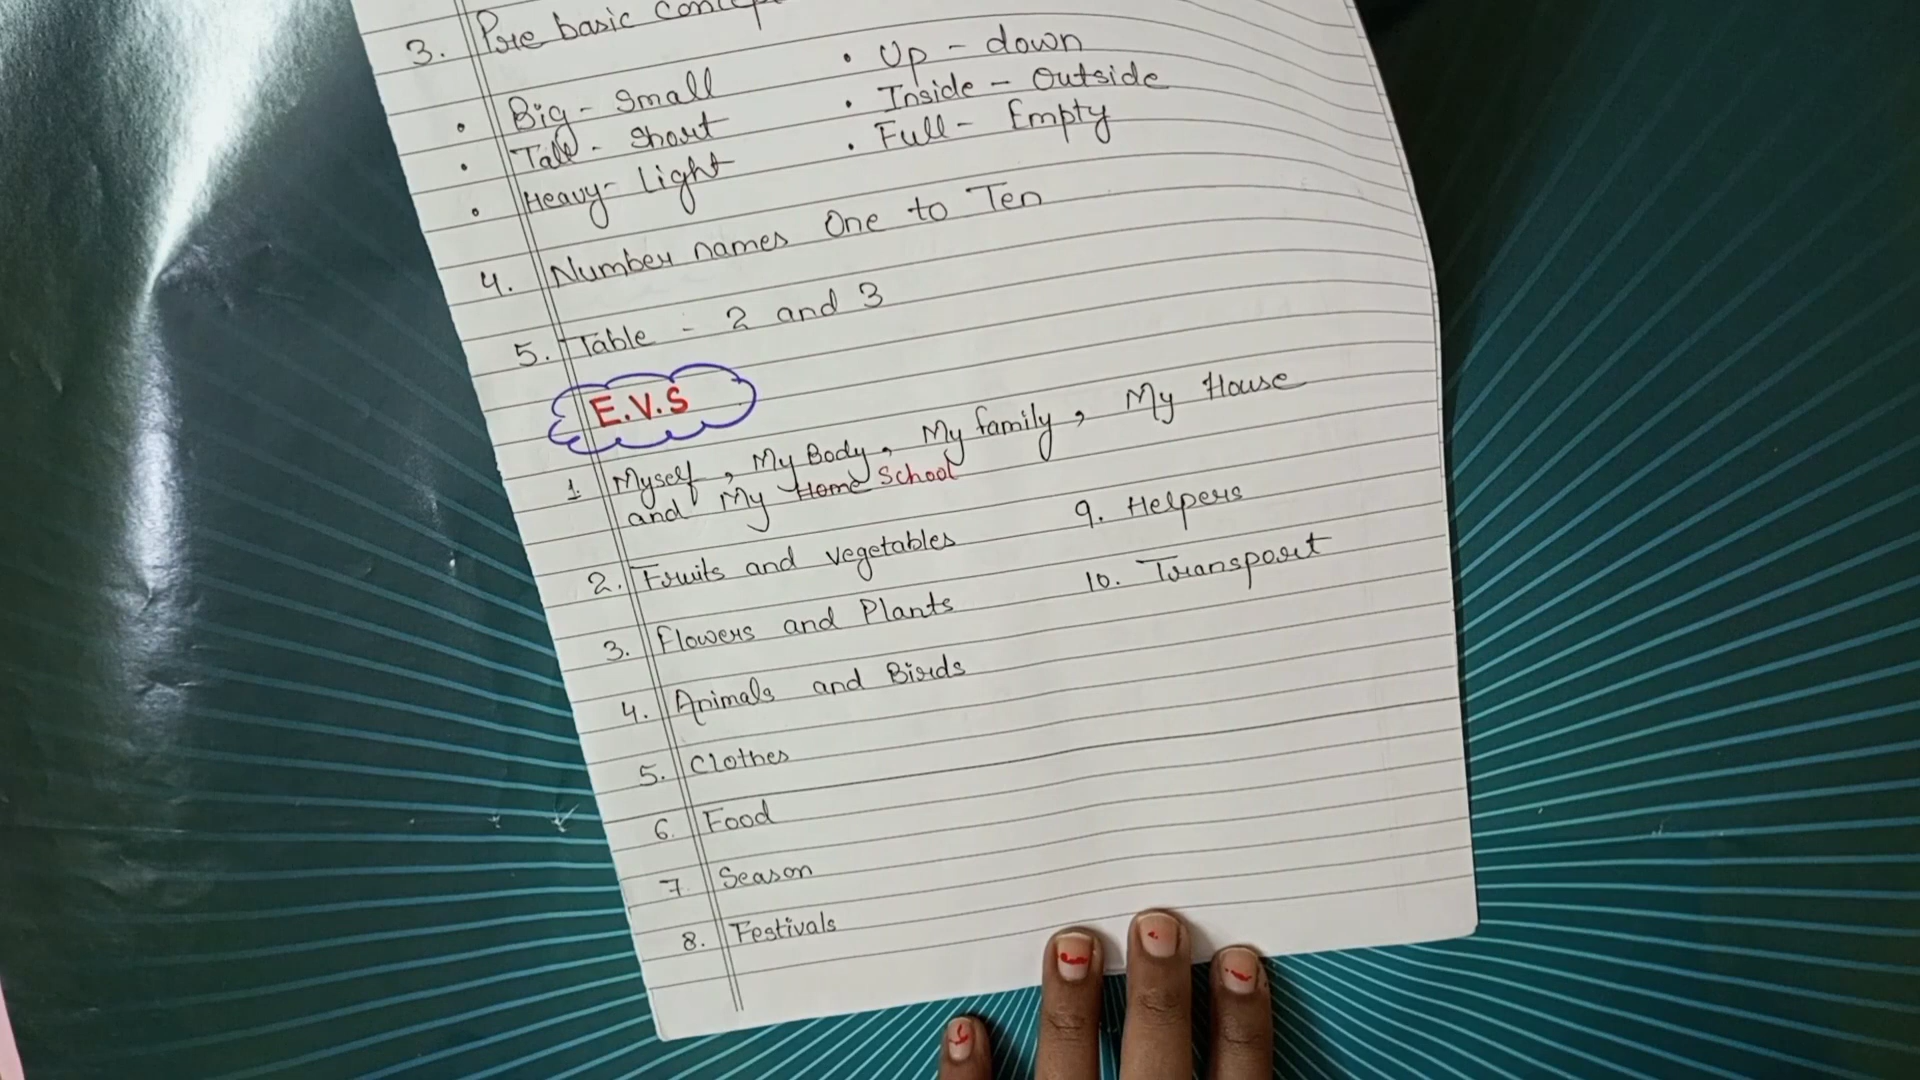 3. Pre basic concep
• Big - Small
• Tall - Short
• Heavy - Light
• Up - down
• Inside - Outside
• Full - Empty
4. Number names One to Ten
5. Table - 2 and 3
E.V.S
1. Myself, My Body, My family, My House
and My Home School
2. Fruits and vegetables
3. Flowers and Plants
4. Animals and Birds
5. Clothes
6. Food
7. Season
8. Festivals
9. Helpers
10. Transport